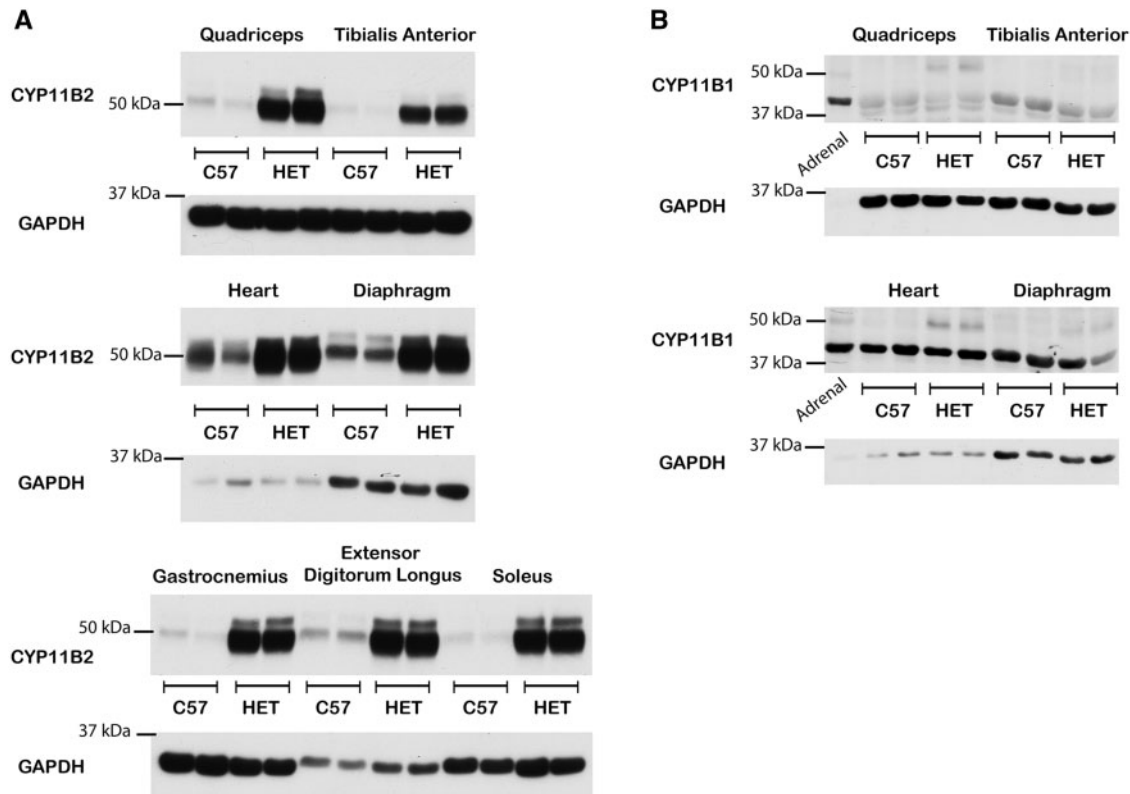 A
Quadriceps Tibialis Anterior
CYP11B2
50 kDa
C57 HET C57 HET
37 kDa
GAPDH
Heart Diaphragm
CYP11B2
50 kDa
C57 HET C57 HET
37 kDa
GAPDH
Extensor
Gastrocnemius Digitorum Longus Soleus
50 kDa
CYP11B2
C57 HET C57 HET C57 HET
37 kDa
GAPDH
B
Quadriceps Tibialis Anterior
50 kDa
CYP11B1
37 kDa
Adrenal
C57 HET C57 HET
37 kDa
GAPDH
Heart Diaphragm
50 kDa
CYP11B1
37 kDa
Adrenal
C57 HET C57 HET
37 kDa
GAPDH